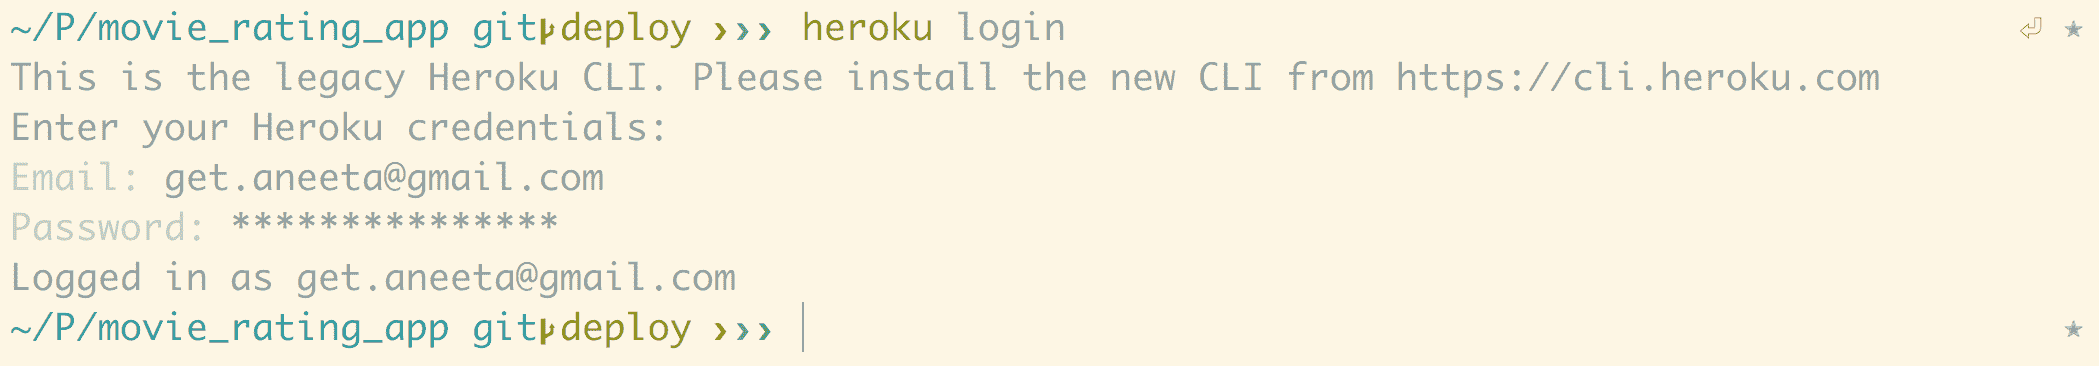 ~/P/movie_rating_app git deploy ››› heroku login
This is the legacy Heroku CLI. Please install the new CLI from https://cli.heroku.com
Enter your Heroku credentials:
Email: get.aneeta@gmail.com
Password: ***************
Logged in as get.aneeta@gmail.com
~/P/movie_rating_app git deploy ›››